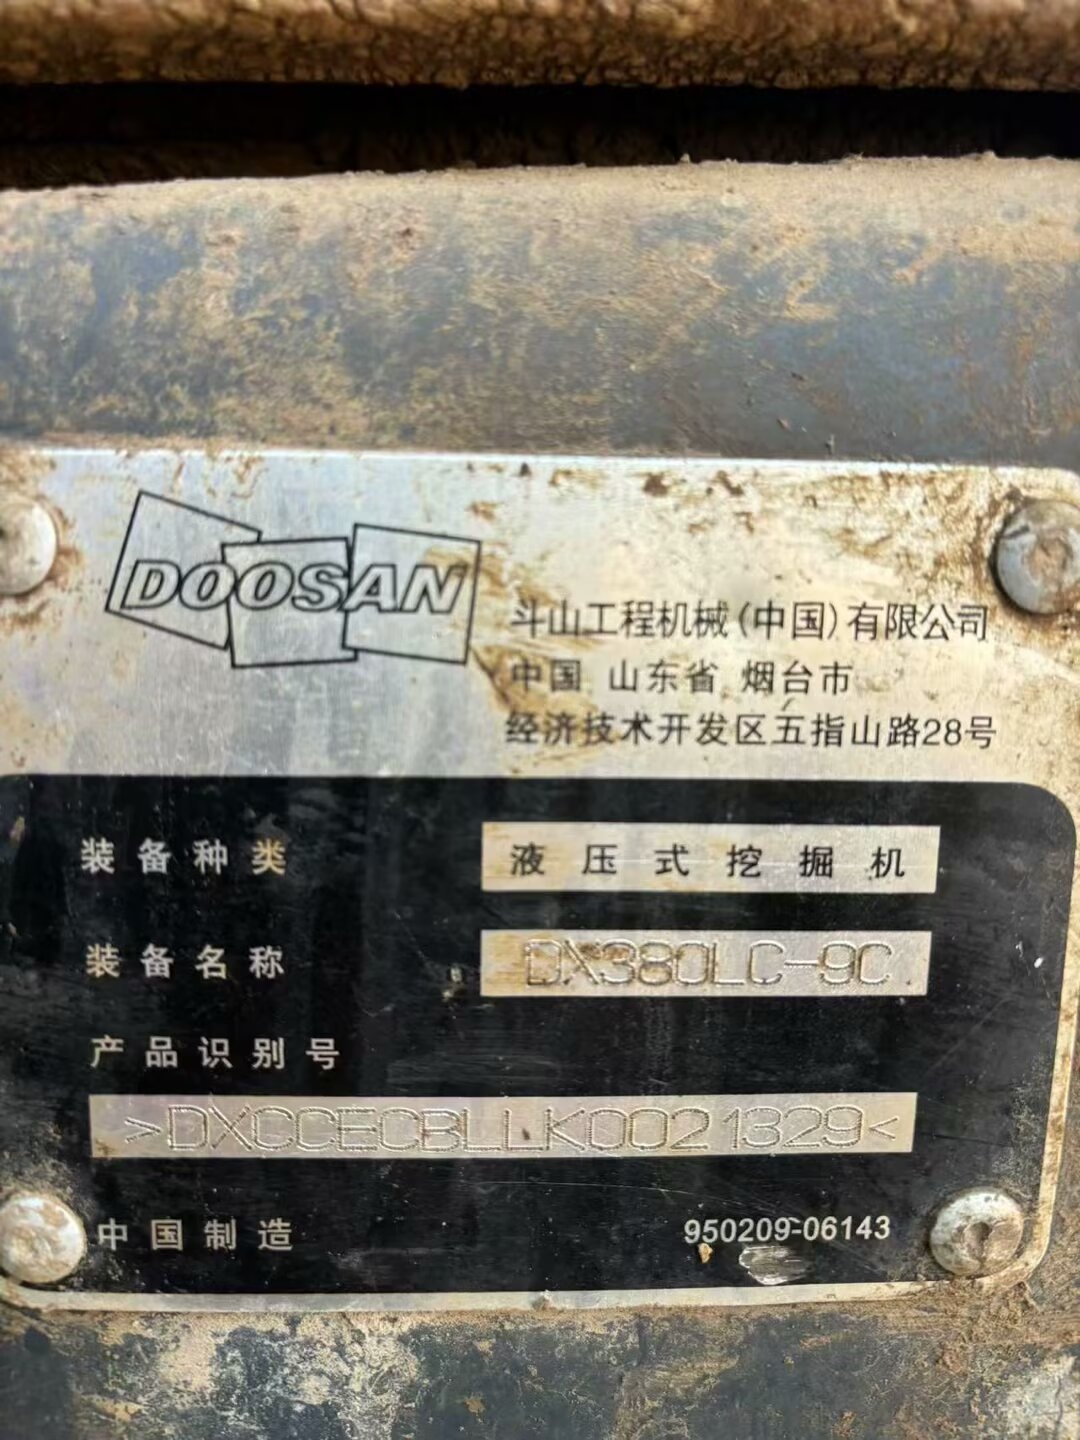 DOOSAN
斗山工程机械(中国)有限公司
中国 山东省 烟台市
经济技术开发区五指山路28号
装备种类 液压式挖掘机
装备名称 DX380LC-9C
产品识别号
>DXCCECBLLK0021329<
中国制造 950209-06143